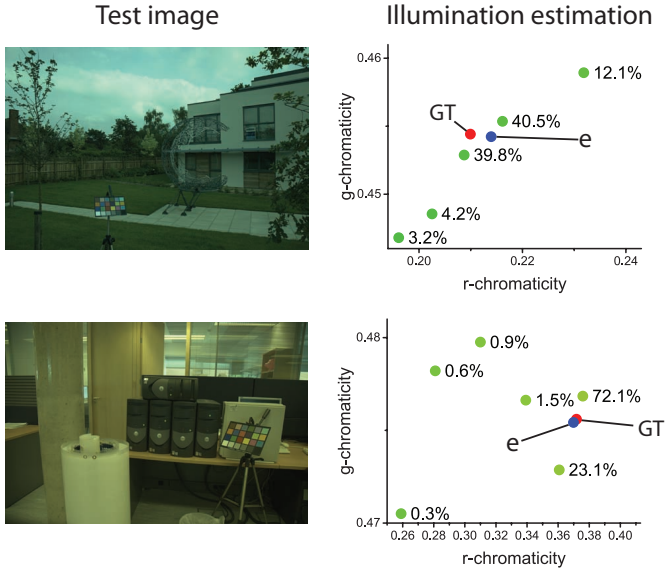 Test image
Illumination estimation
0.46
12.1%
GT
40.5%
e
39.8%
0.45
4.2%
3.2%
g-chromaticity
0.20
0.22
0.24
r-chromaticity
0.48
0.9%
0.6%
1.5%
72.1%
e
GT
23.1%
0.47
0.3%
g-chromaticity
0.26
0.28
0.30
0.32
0.34
0.36
0.38
0.40
r-chromaticity